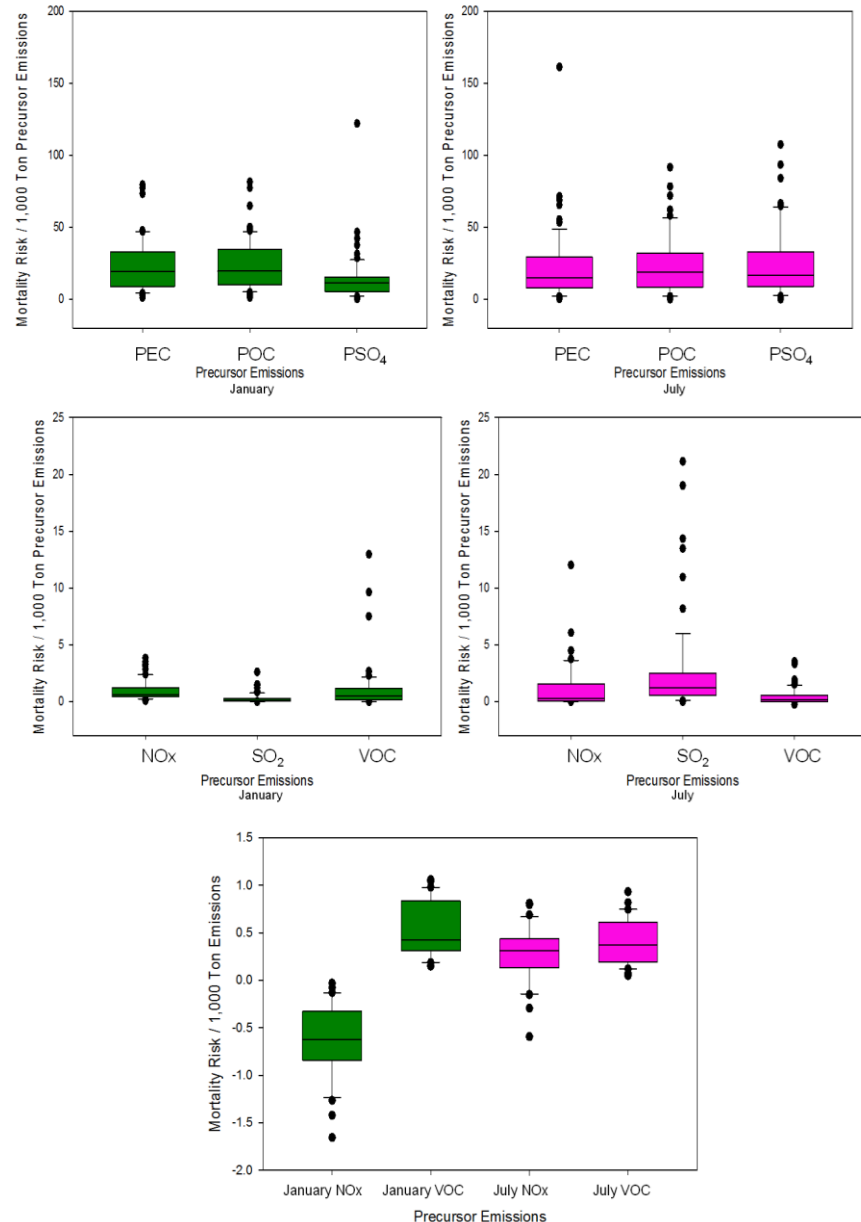 Mortality Risk / 1,000 Ton Precursor Emissions
200
150
100
50
0
PEC POC PSO₄
Precursor Emissions
January
Mortality Risk / 1,000 Ton Precursor Emissions
200
150
100
50
0
PEC POC PSO₄
Precursor Emissions
July
Mortality Risk / 1,000 Ton Precursor Emissions
25
20
15
10
5
0
NOx SO₂ VOC
Precursor Emissions
January
Mortality Risk / 1,000 Ton Precursor Emissions
25
20
15
10
5
0
NOx SO₂ VOC
Precursor Emissions
July
Mortality Risk / 1,000 Ton Emissions
1.5
1.0
0.5
0.0
-0.5
-1.0
-1.5
-2.0
January NOx January VOC July NOx July VOC
Precursor Emissions